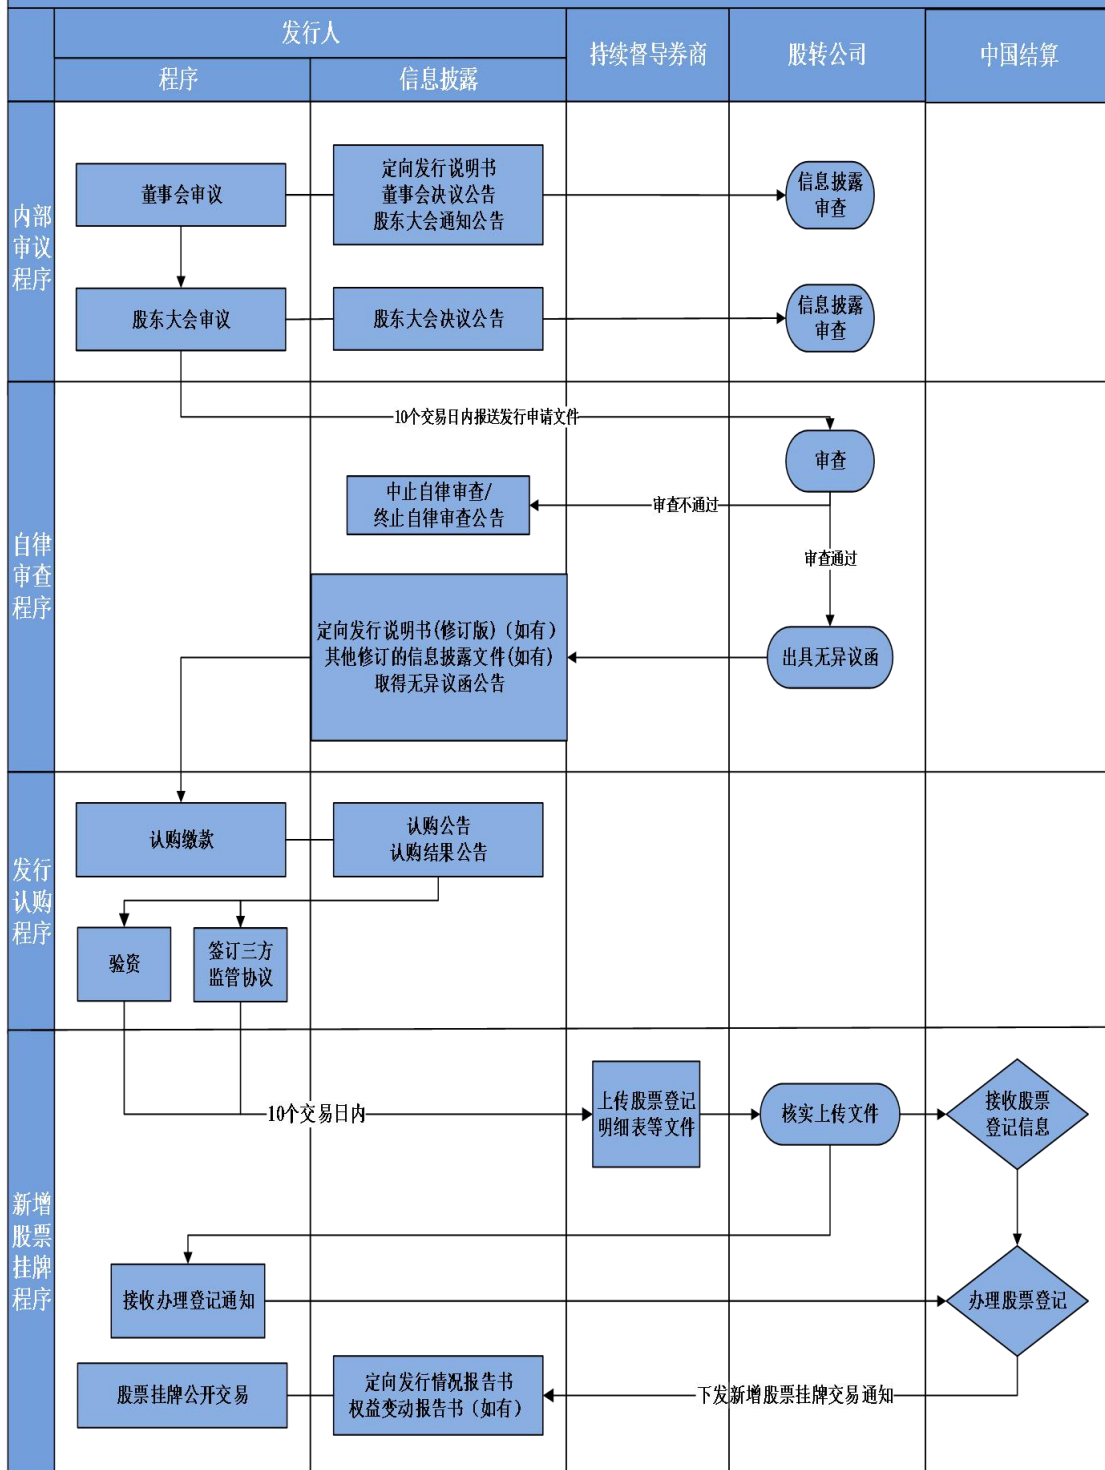 发行人
持续督导券商
股转公司
中国结算
程序
信息披露
内部
审议
程序
董事会审议
定向发行说明书
董事会决议公告
股东大会通知公告
信息披露
审查
股东大会审议
股东大会决议公告
信息披露
审查
自律
审查
程序
10个交易日内报送发行申请文件
审查
中止自律审查/
终止自律审查公告
审查不通过
审查通过
定向发行说明书(修订版)（如有）
其他修订的信息披露文件(如有)
取得无异议函公告
出具无异议函
发行
认购
程序
认购缴款
认购公告
认购结果公告
验资
签订三方
监管协议
新增
股票
挂牌
程序
10个交易日内
上传股票登记
明细表等文件
核实上传文件
接收股票
登记信息
接收办理登记通知
办理股票登记
股票挂牌公开交易
定向发行情况报告书
权益变动报告书（如有）
下发新增股票挂牌交易通知